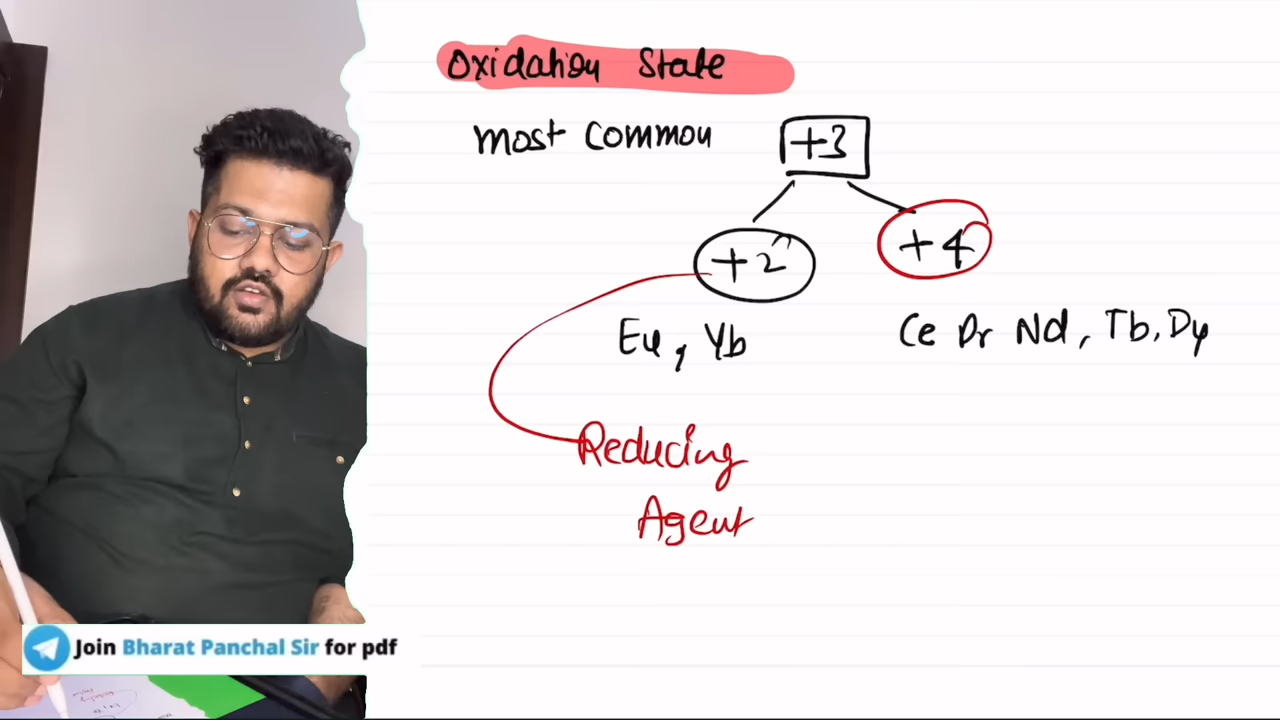 Oxidation State
most common +3
+2 +4
Eu, Yb Ce Pr Nd, Tb, Dy
Reducing
Agent
Join Bharat Panchal Sir for pdf